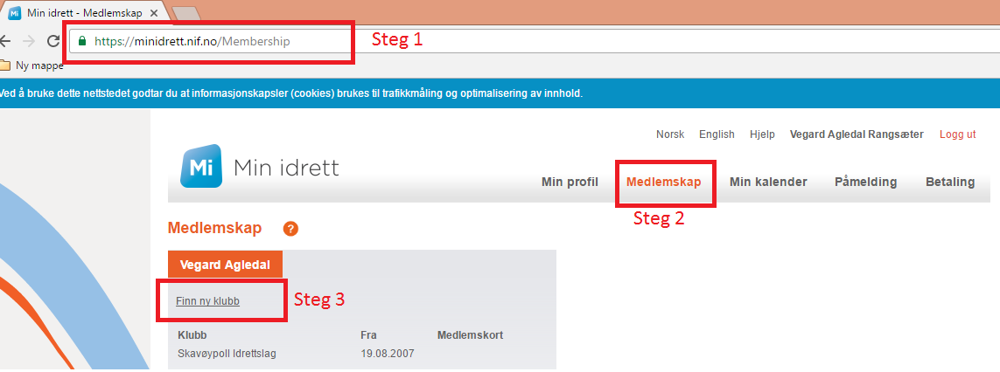 Min idrett - Medlemskap
https://minidrett.nif.no/Membership
Steg 1
Ny mappe
Ved å bruke dette nettstedet godtar du at informasjonskapsler (cookies) brukes til trafikkmåling og optimalisering av innhold.
Norsk English Hjelp Vegard Agledal Rangsæter Logg ut
Mi Min idrett
Min profil Medlemskap Min kalender Påmelding Betaling
Steg 2
Medlemskap ?
Vegard Agledal
Finn ny klubb Steg 3
Klubb Fra Medlemskort
Skavøypoll Idrettslag 19.08.2007